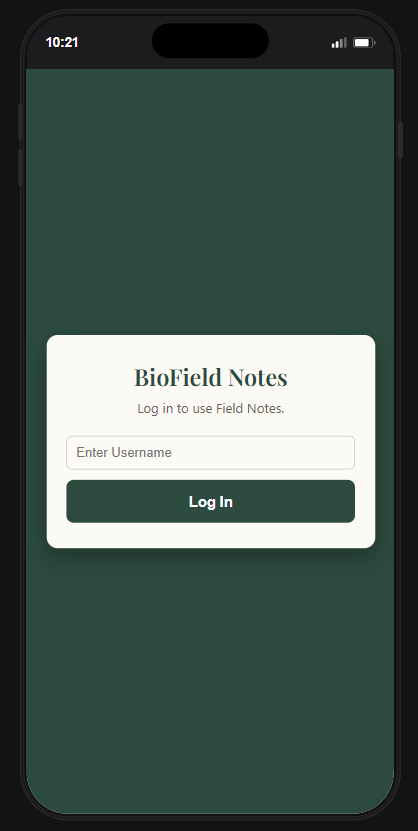 10:21
BioField Notes
Log in to use Field Notes.
Enter Username
Log In